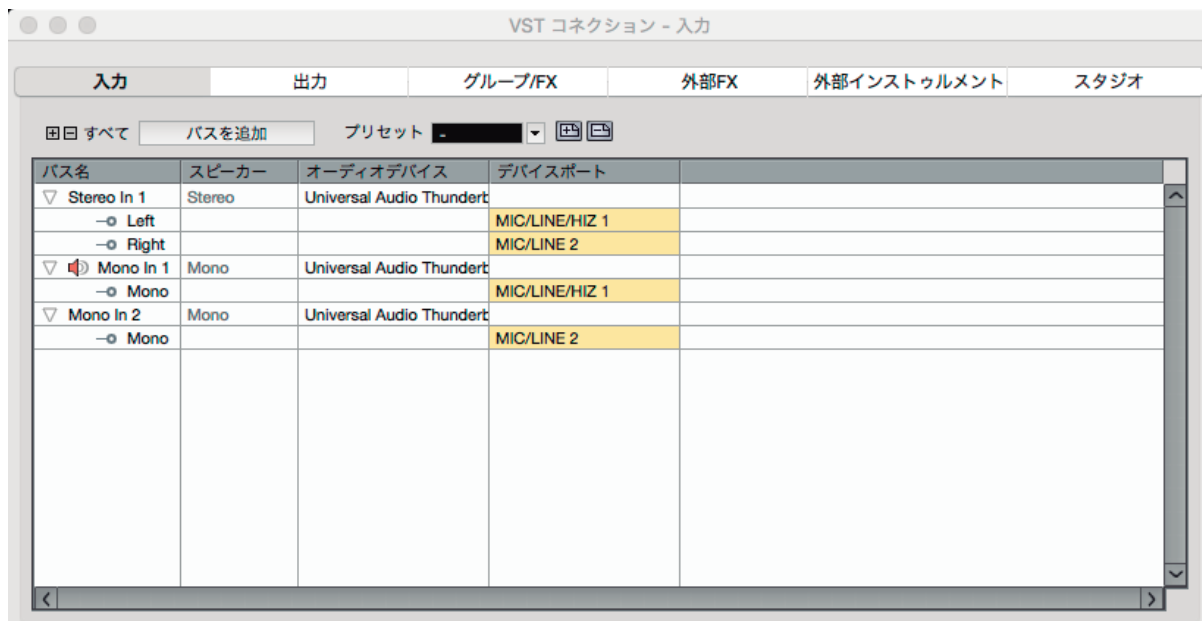 VST コネクション - 入力
入力 出力 グループ/FX 外部FX 外部インストゥルメント スタジオ
すべて バスを追加 プリセット -
バス名 スピーカー オーディオデバイス デバイスポート
Stereo In 1 Stereo Universal Audio Thundert
Left MIC/LINE/HIZ 1
Right MIC/LINE 2
Mono In 1 Mono Universal Audio Thundert
Mono MIC/LINE/HIZ 1
Mono In 2 Mono Universal Audio Thundert
Mono MIC/LINE 2